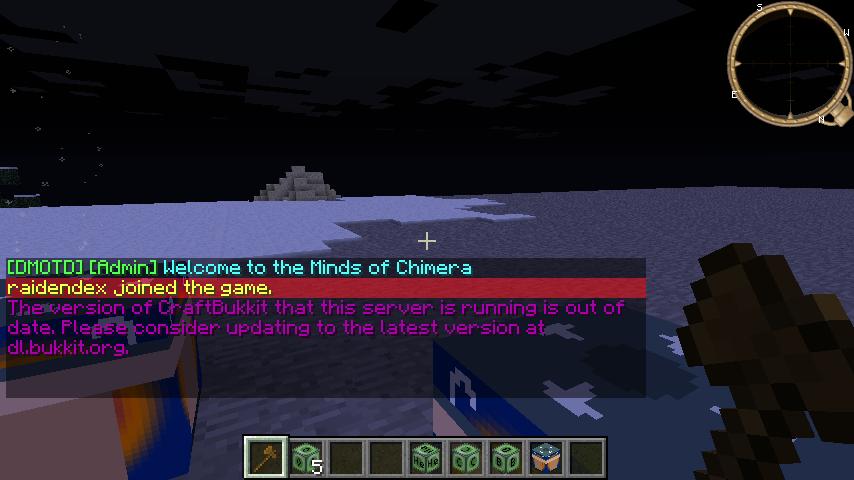 S
W
E
N
[DMOTD] [Admin] Welcome to the Minds of Chimera
raidendex joined the game.
The version of CraftBukkit that this server is running is out of
date. Please consider updating to the latest version at
dl.bukkit.org.
5